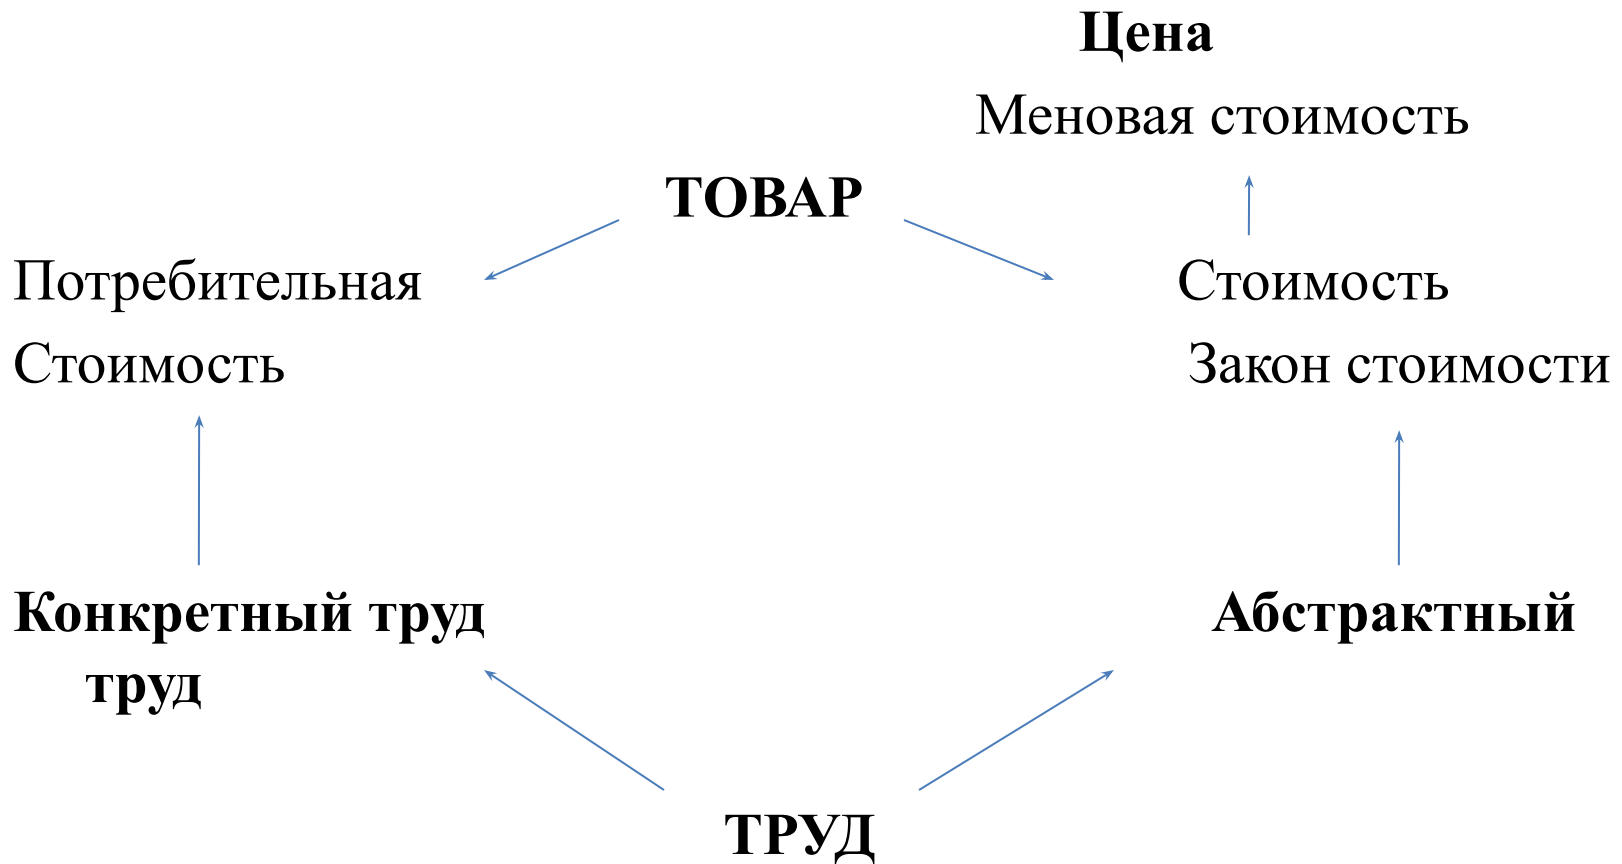 Цена
Меновая стоимость
ТОВАР
Потребительная Стоимость
Стоимость Закон стоимости
Конкретный труд Абстрактный
труд
ТРУД